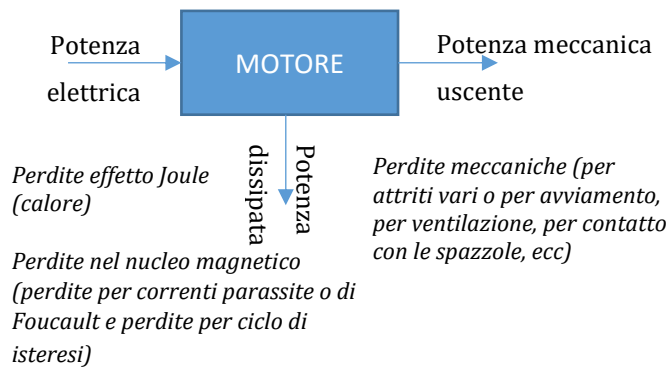 Potenza
elettrica
MOTORE
Potenza meccanica
uscente
Potenza
dissipata
Perdite effetto Joule
(calore)
Perdite meccaniche (per
attriti vari o per avviamento,
per ventilazione, per contatto
con le spazzole, ecc)
Perdite nel nucleo magnetico
(perdite per correnti parassite o di
Foucault e perdite per ciclo di
isteresi)